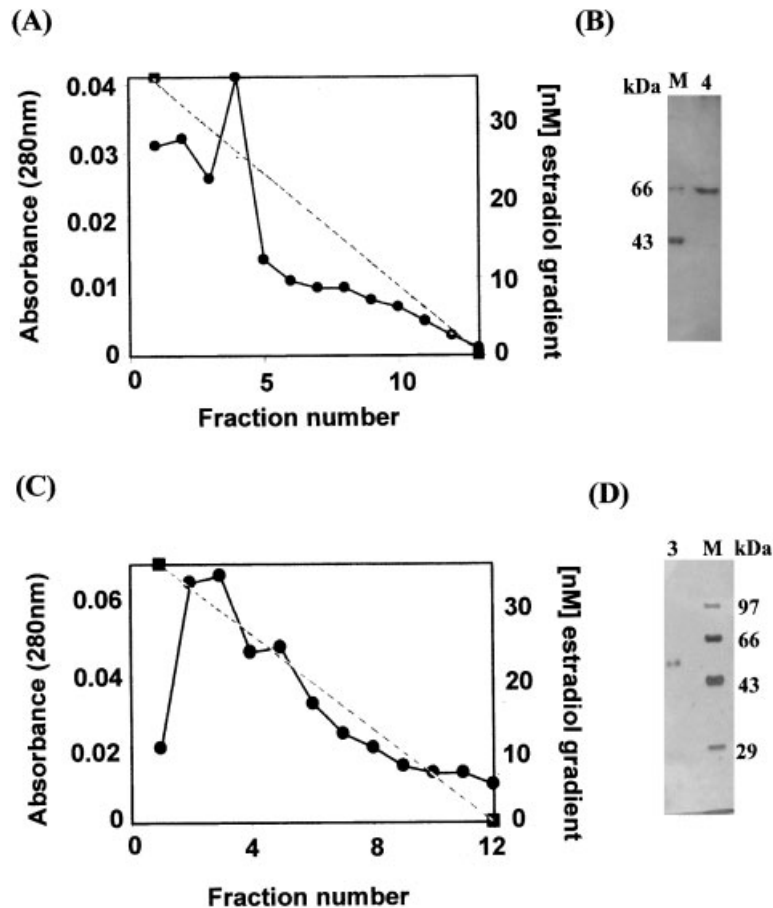 (A)
Absorbance (280nm)
0.04
0.03
0.02
0.01
0
0
5
10
Fraction number
30
20
10
0
[nM] estradiol gradient
(B)
kDa M 4
66
43
(C)
Absorbance (280nm)
0.06
0.04
0.02
0
0
4
8
12
Fraction number
30
20
10
0
[nM] estradiol gradient
(D)
3 M kDa
97
66
43
29